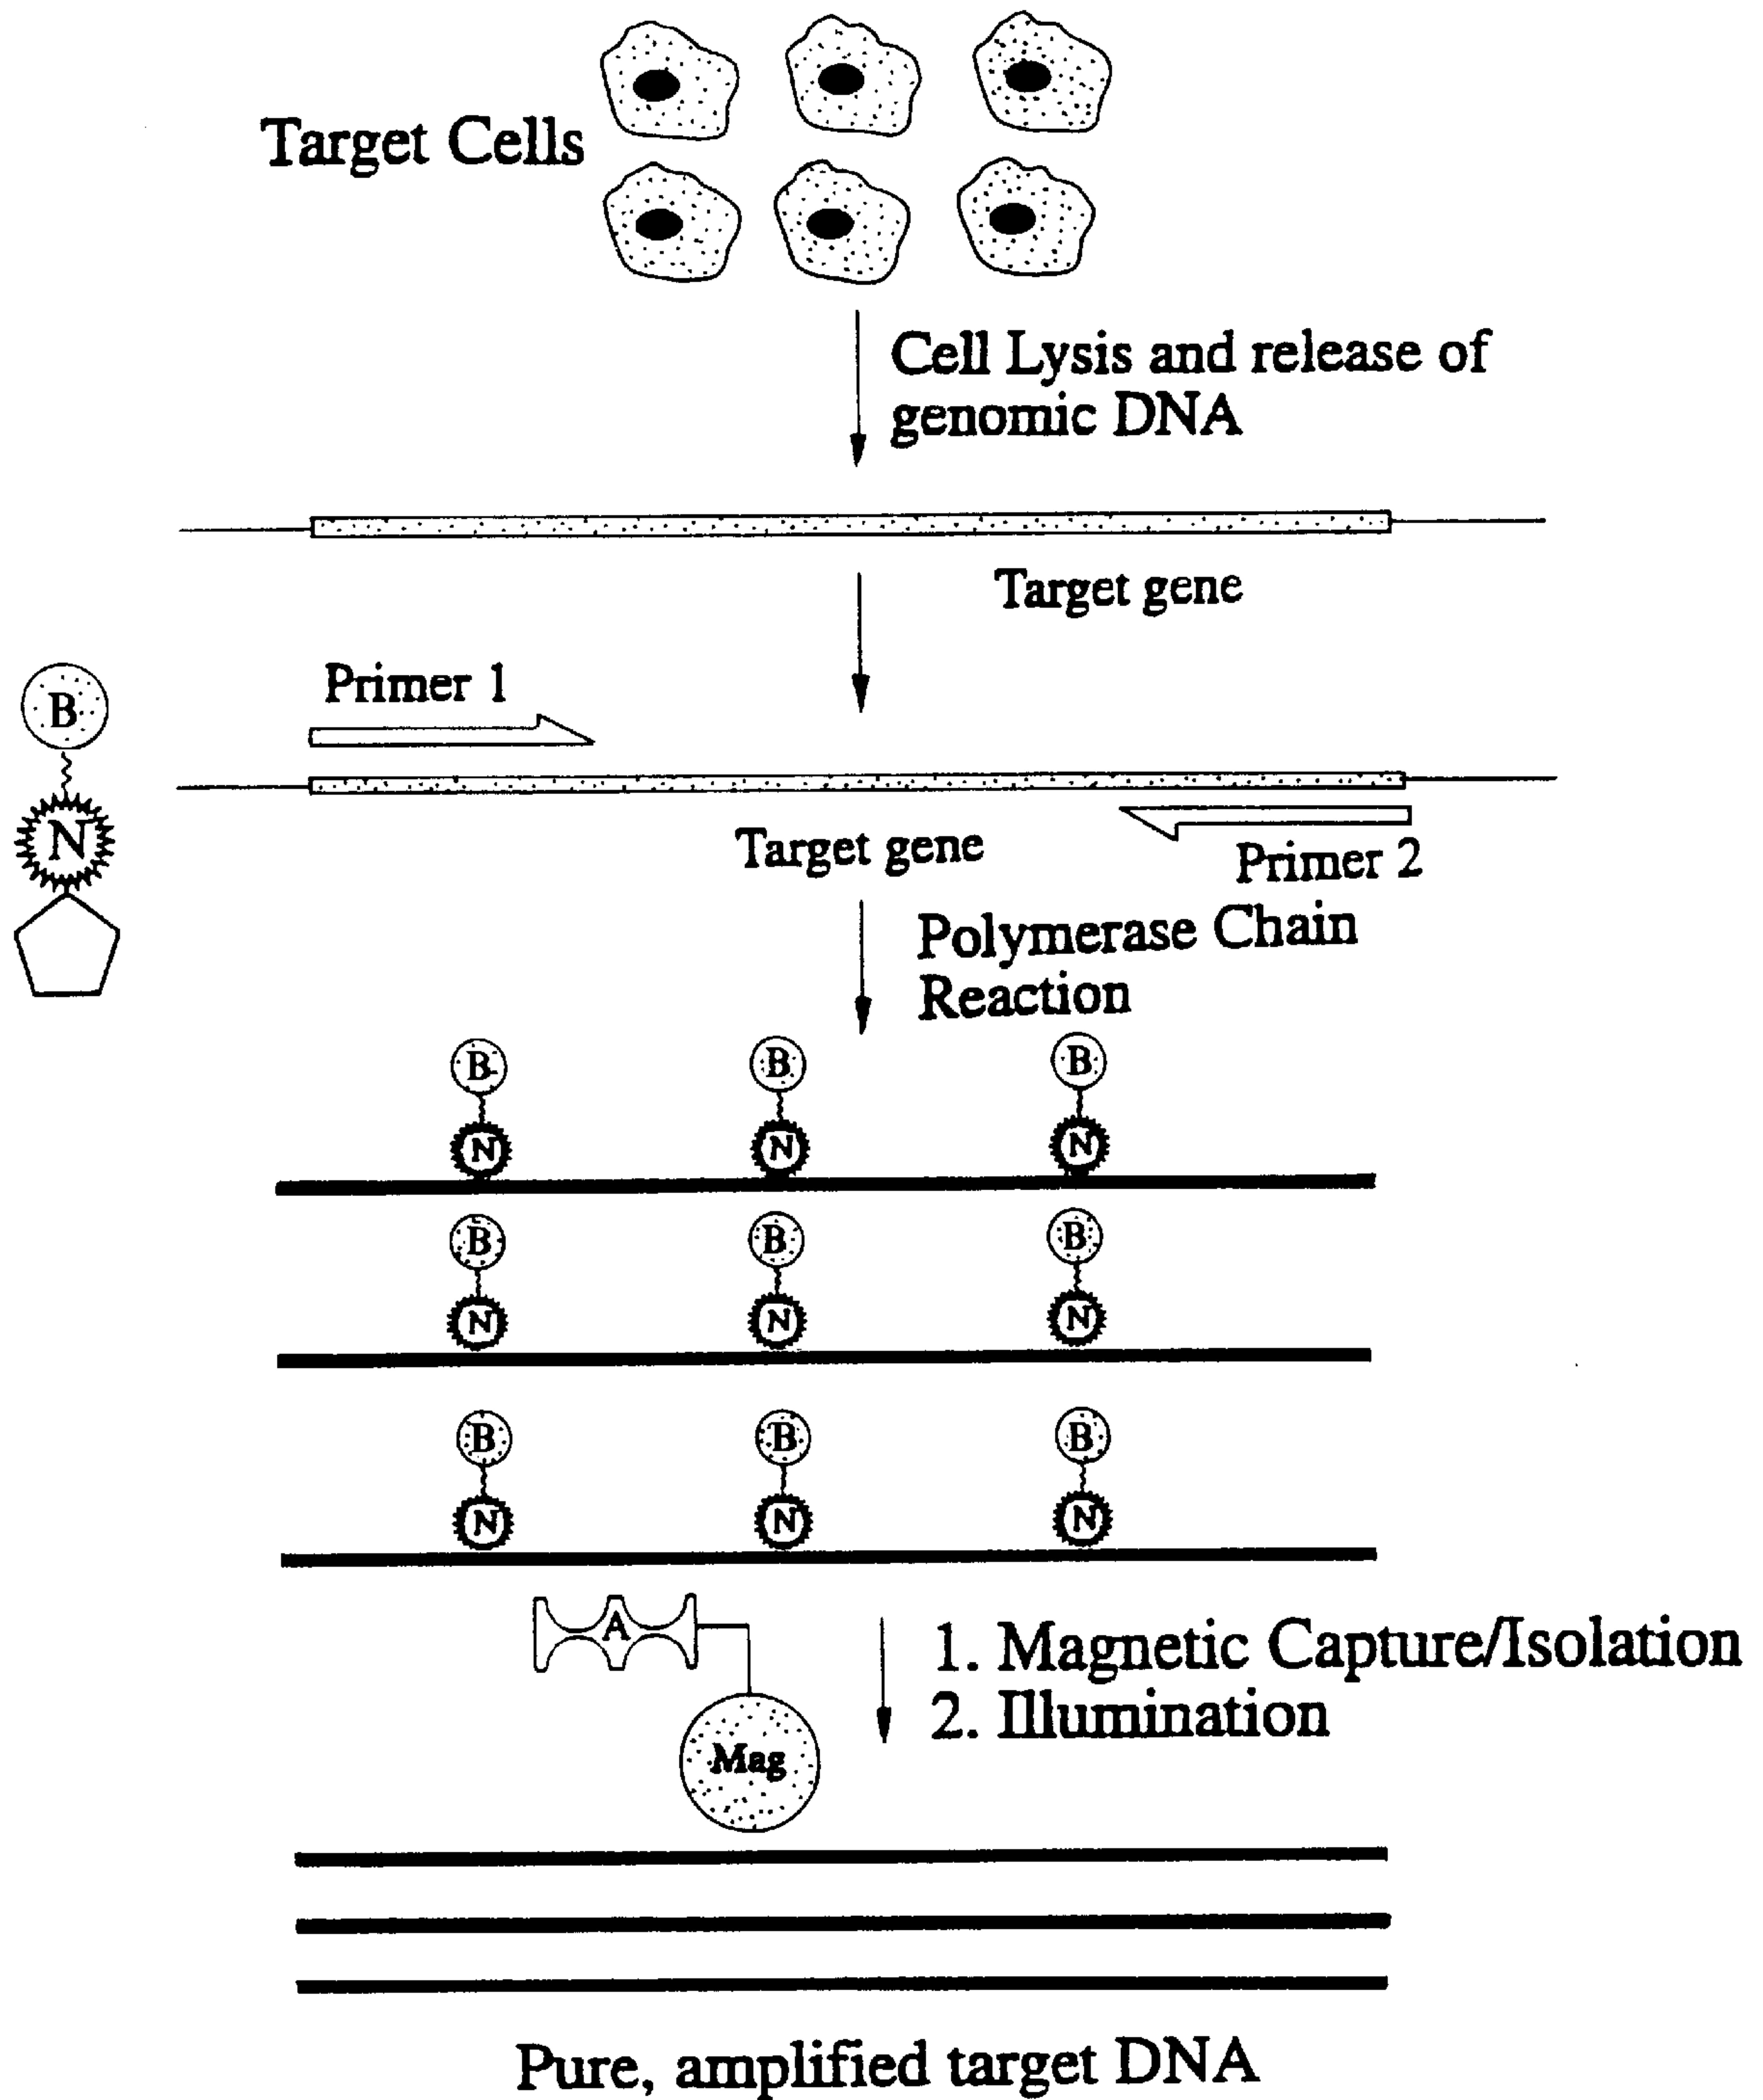 Target Cells
Cell Lysis and release of
genomic DNA
Target gene
Primer 1
B
N
Target gene
Primer 2
Polymerase Chain
Reaction
B B B
N N N
B B B
N N N
B B B
N N N
A
1. Magnetic Capture/Isolation
2. Illumination
Mag
Pure, amplified target DNA